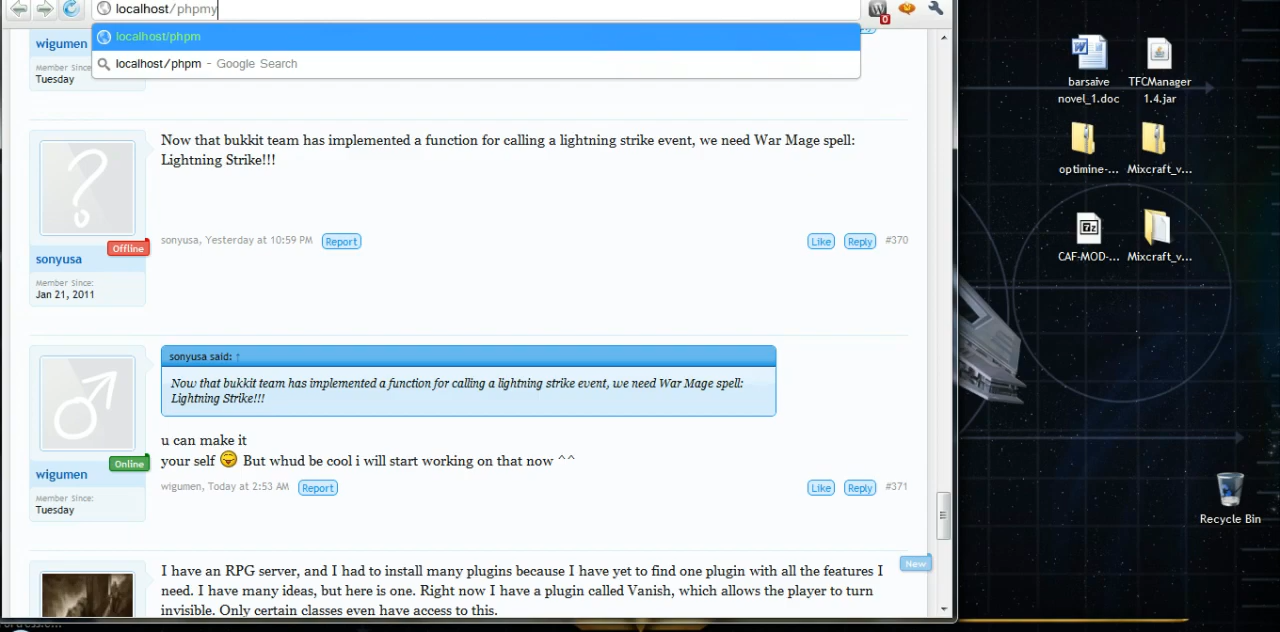 localhost/phpmy
0
localhost/phpm
localhost/phpm - Google Search
wigumen
Member Since:
Tuesday
Now that bukkit team has implemented a function for calling a lightning strike event, we need War Mage spell:
Lightning Strike!!!
Offline
sonyusa, Yesterday at 10:59 PM Report
Like Reply #370
sonyusa
Member Since:
Jan 21, 2011
sonyusa said: ↑
Now that bukkit team has implemented a function for calling a lightning strike event, we need War Mage spell:
Lightning Strike!!!
u can make it
your self But whud be cool i will start working on that now ^^
Online
wigumen
wigumen, Today at 2:53 AM Report
Like Reply #371
Member Since:
Tuesday
New
I have an RPG server, and I had to install many plugins because I have yet to find one plugin with all the features I
need. I have many ideas, but here is one. Right now I have a plugin called Vanish, which allows the player to turn
invisible. Only certain classes even have access to this.
barsaive
novel_1.doc
TFCManager
1.4.jar
optimine-...
Mixcraft_v...
CAF-MOD-...
Mixcraft_v...
Recycle Bin